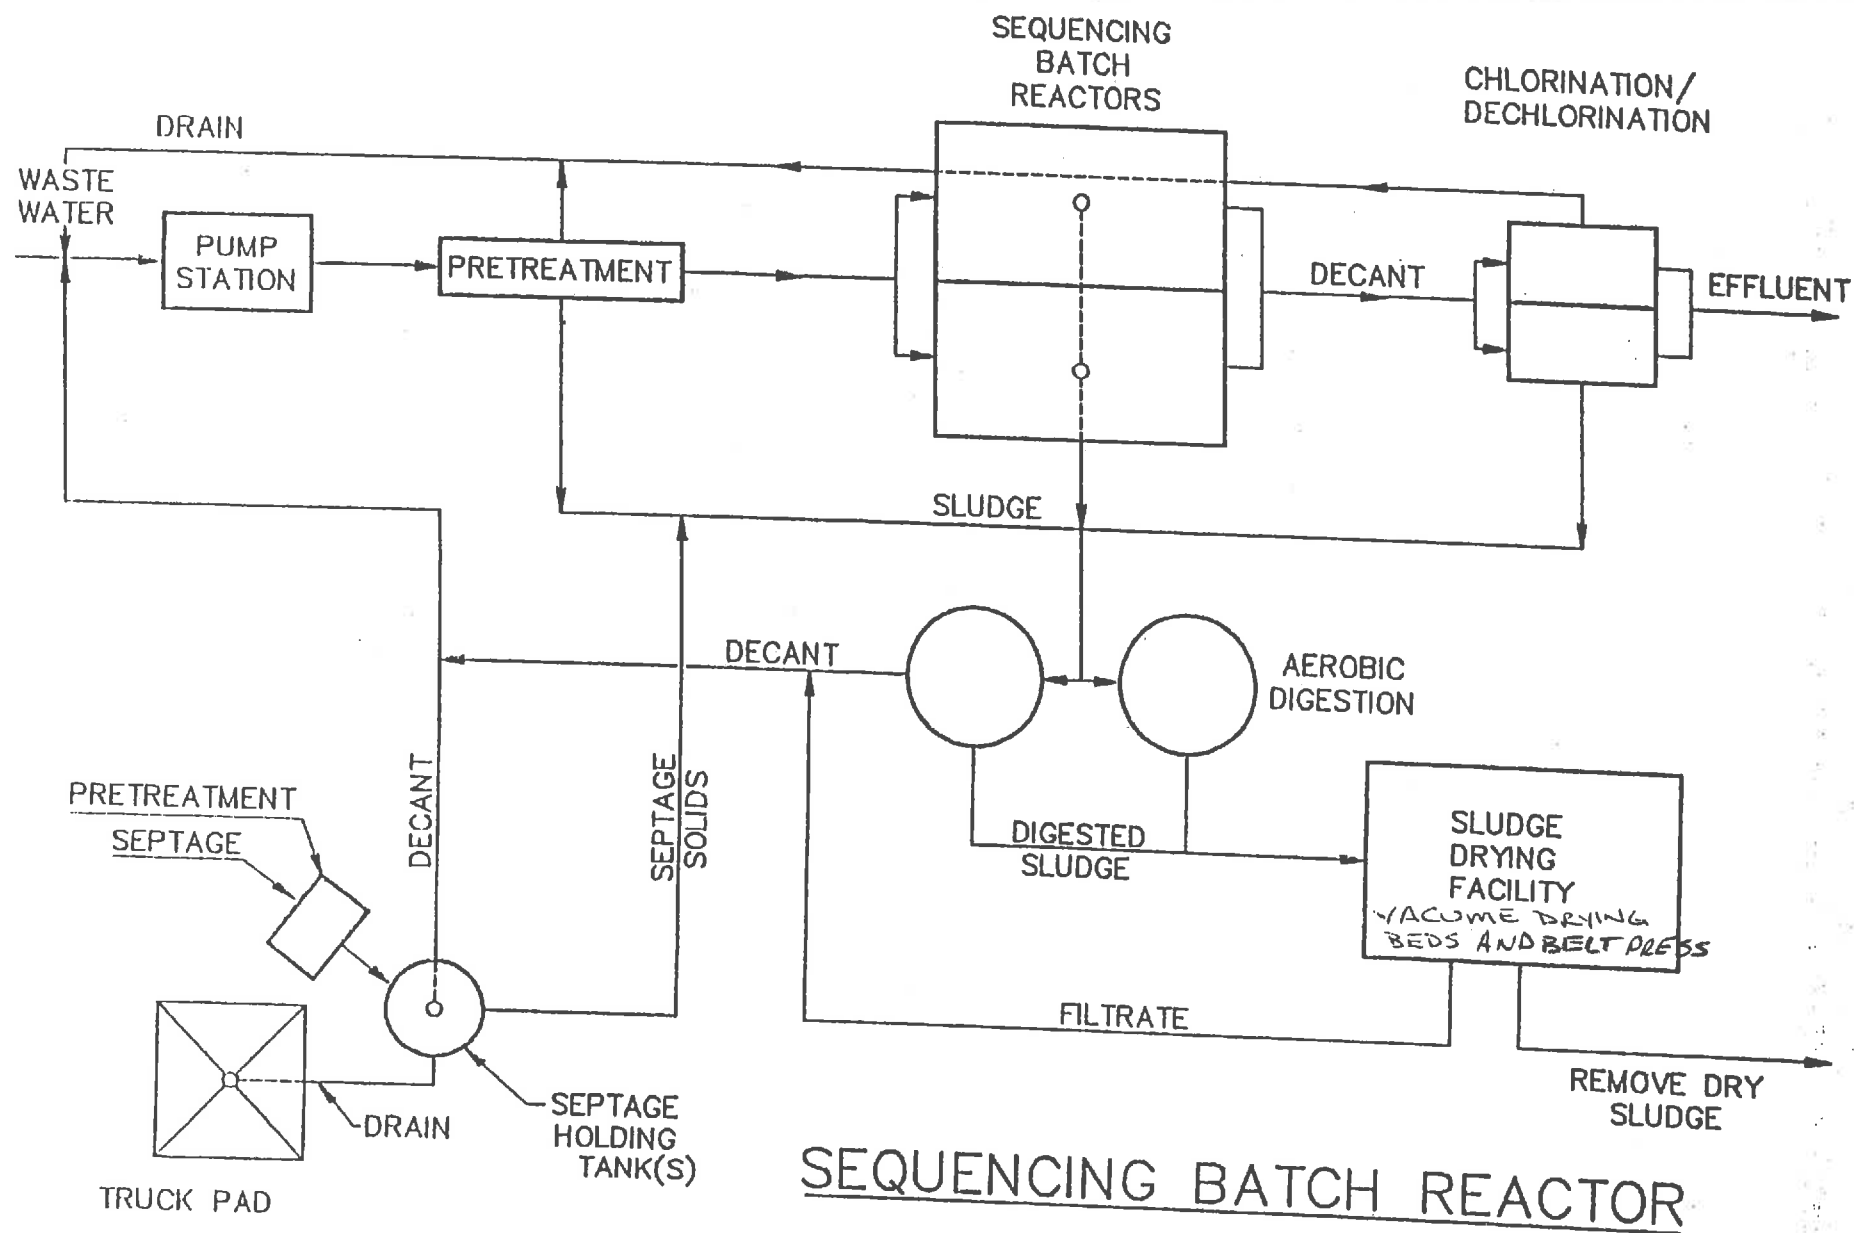 SEQUENCING
BATCH
REACTORS
CHLORINATION/
DECHLORINATION
DRAIN
WASTE
WATER
PUMP
STATION
PRETREATMENT
DECANT
EFFLUENT
SLUDGE
DECANT
AEROBIC
DIGESTION
DECANT
SEPTAGE
SOLIDS
PRETREATMENT
SEPTAGE
DIGESTED
SLUDGE
SLUDGE
DRYING
FACILITY
VACUME DRYING
BEDS AND BELT PRESS
FILTRATE
REMOVE DRY
SLUDGE
DRAIN
SEPTAGE
HOLDING
TANK(S)
TRUCK PAD
SEQUENCING BATCH REACTOR